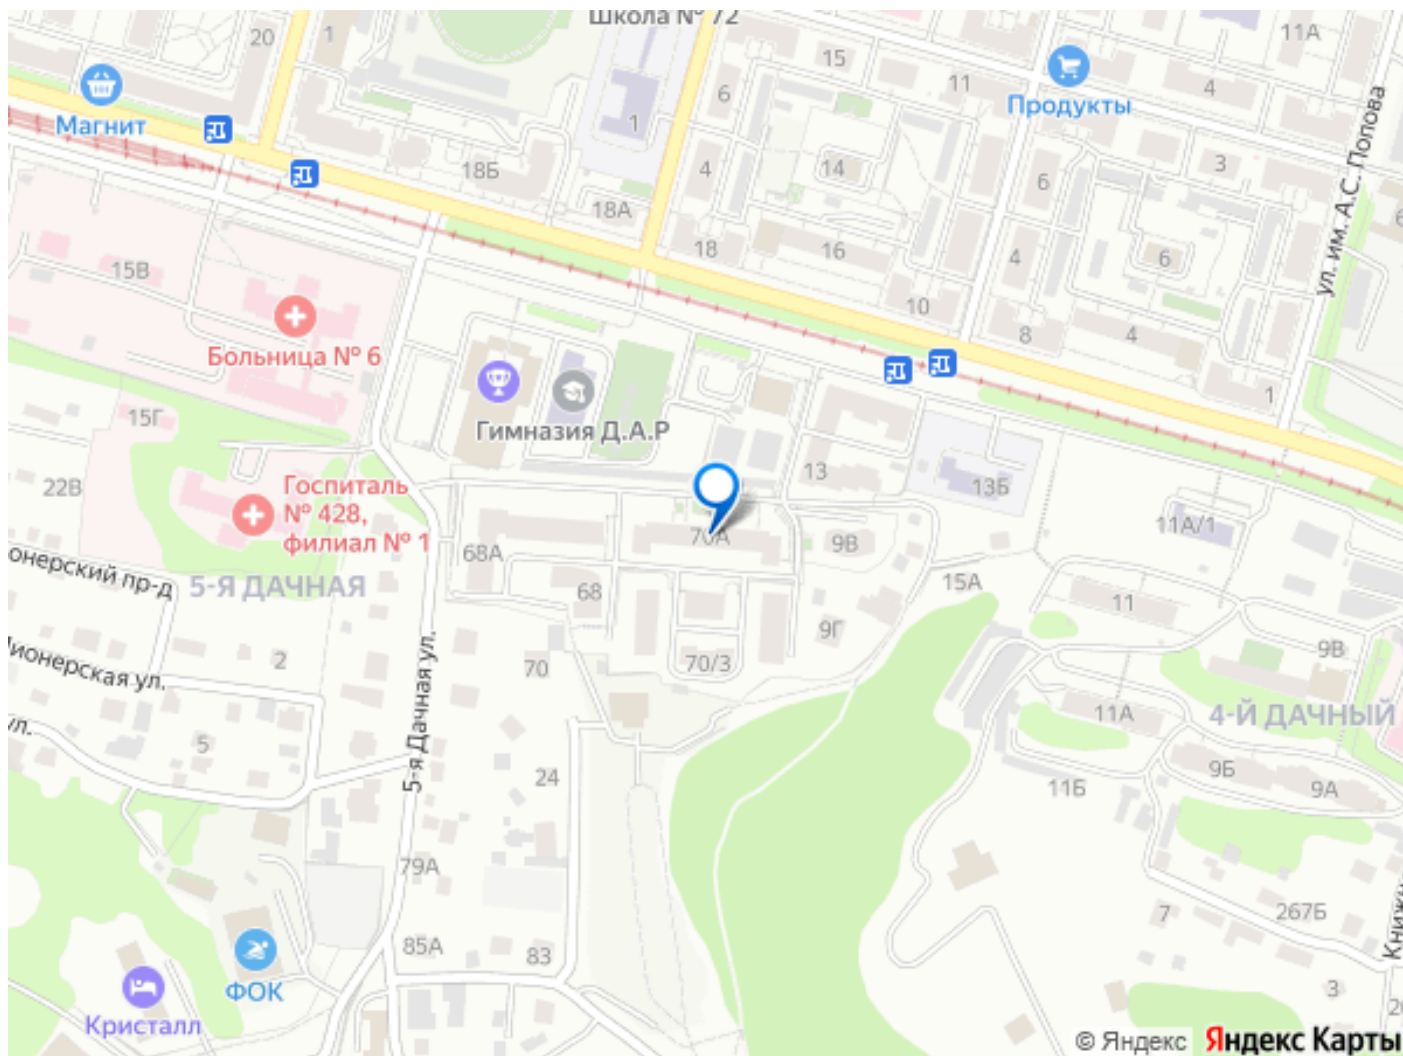 Школа № 72
20
1
15
11А
11
4
Магнит
Продукты
6
1
ул. им. А.С. Попова
18Б
4
14
6
3
18А
18
16
4
6
15В
10
8
4
Больница № 6
1
15Г
Гимназия Д.А.Р
13
13Б
22В
Госпиталь
№ 428,
филиал № 1
11А/1
70А
9В
68А
онерский пр-д
5-Я ДАЧНАЯ
68
15А
11
9Г
2
70
70/3
9В
ионерская ул.
5-я Дачная ул.
11А
4-Й ДАЧНЫЙ
ул.
5
24
9Б
9А
11Б
79А
7
267Б
85А
83
ФОК
3
Кристалл
© Яндекс Яндекс Карты